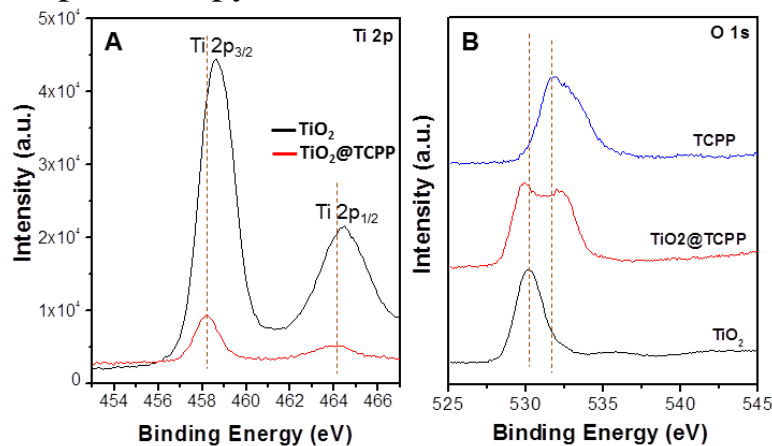 A
Ti 2p
Ti 2p3/2
TiO2
TiO2@TCPP
Ti 2p1/2
5x10⁴
4x10⁴
3x10⁴
2x10⁴
1x10⁴
0
Intensity (a.u.)
454 456 458 460 462 464 466
Binding Energy (eV)
B
O 1s
TCPP
TiO2@TCPP
TiO2
Intensity (a.u.)
525 530 535 540 545
Binding Energy (eV)